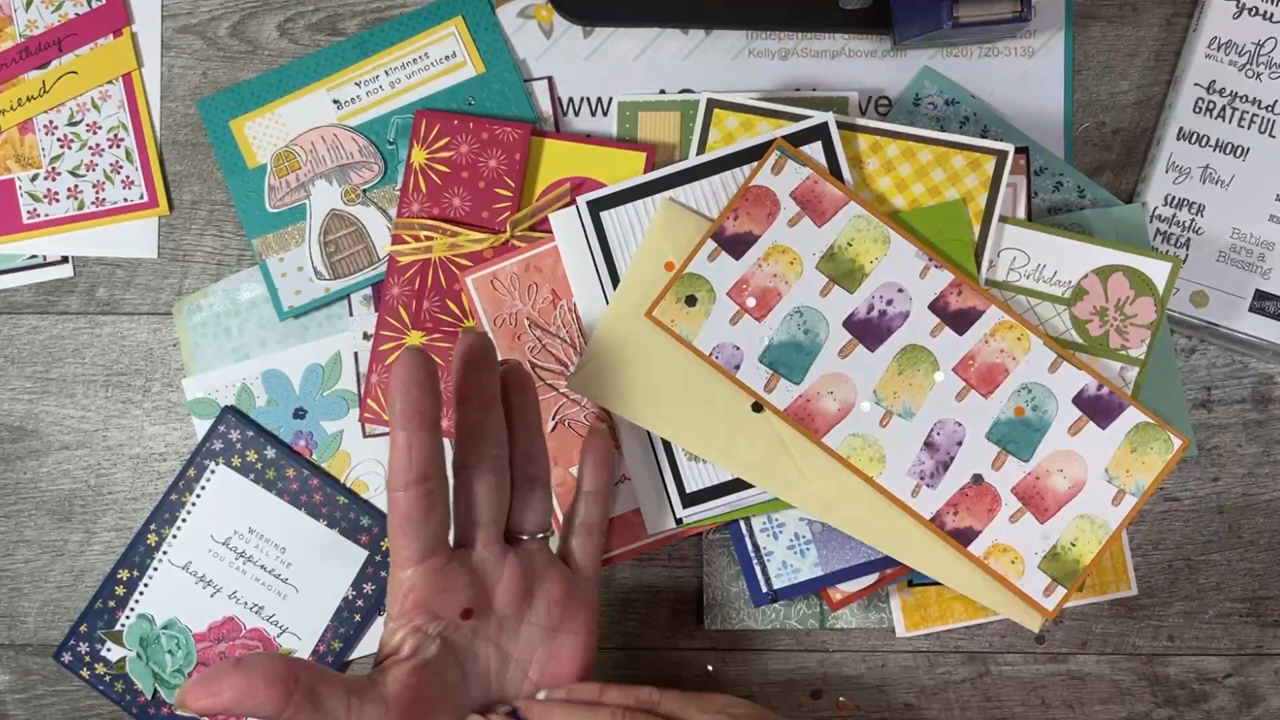 birthday
friend
Your kindness
does not go unnoticed
Independent
Kelly@AStampAbove.com (920) 720-3139
www
Birthday
WISHING
YOU ALL THE
happiness
YOU CAN IMAGINE
happy birthday
you
everything
WILL BE OK
beyond
GRATEFUL
WOO-HOO!
hey, there!
SUPER
fantastic
MEGA
Babies
are a
Blessing